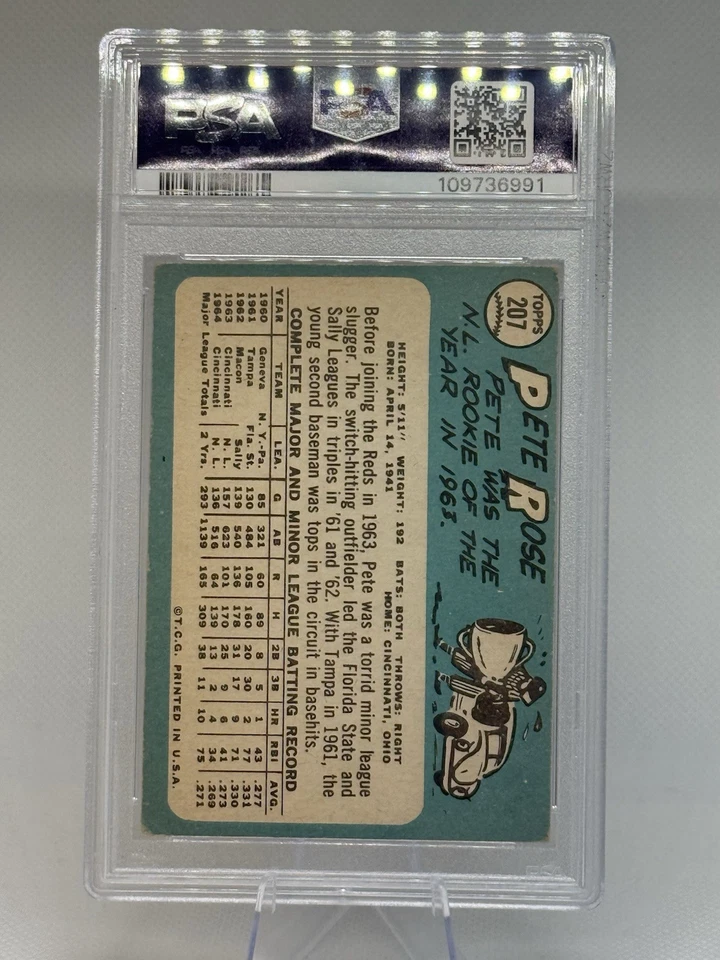 PSA
PSA
109736991
TOPPS
207
PETE ROSE
PETE WAS THE
N.L. ROOKIE OF THE
YEAR IN 1963.
HEIGHT: 5'11" WEIGHT: 192 BATS: BOTH THROWS: RIGHT
BORN: APRIL 14, 1941 HOME: CINCINNATI, OHIO
Before joining the Reds in 1963, Pete was a torrid minor league
slugger. The switch-hitting outfielder led the Florida State and
Sally Leagues in triples in '61 and '62. With Tampa in 1961, the
young second baseman was tops in the circuit in basehits.
COMPLETE MAJOR AND MINOR LEAGUE BATTING RECORD
YEAR TEAM LEA. G AB R H 2B 3B HR RBI AVG.
1960 Geneva N. Y.-Pa. 85 321 60 89 8 5 1 43 .277
1961 Tampa Fla. St. 130 484 105 160 20 30 2 77 .331
1962 Macon Sally 139 540 136 178 31 17 9 71 .330
1963 Cincinnati N. L. 157 623 101 170 25 9 6 41 .273
1964 Cincinnati N. L. 136 516 64 139 13 2 4 34 .269
Major League Totals 2 Yrs. 293 1139 165 309 38 11 10 75 .271
©T.C.G. PRINTED IN U.S.A.